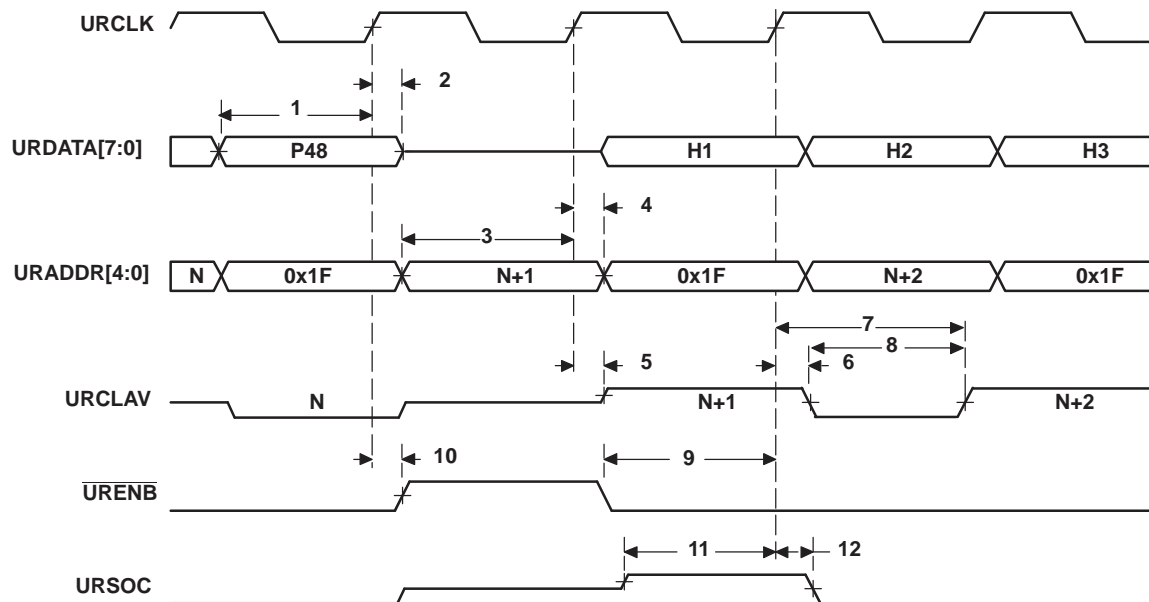 URCLK
2
1
URDATA[7:0] P48 H1 H2 H3
4
3
URADDR[4:0] N 0x1F N+1 0x1F N+2 0x1F
7
8
5 6
URCLAV N N+1 N+2
10 9
URENB
11 12
URSOC